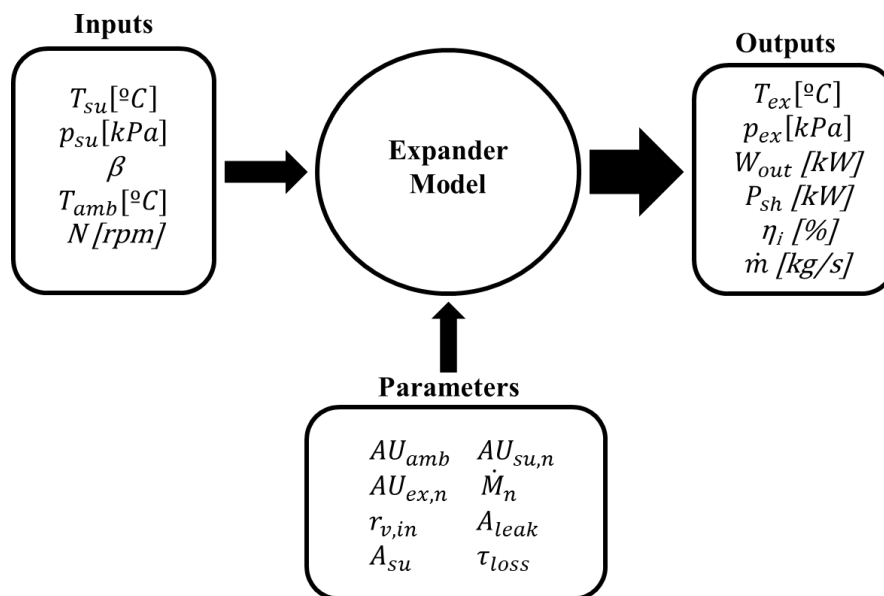 Inputs
T_su[ºC]
p_su[kPa]
β
T_amb[ºC]
N [rpm]
Expander
Model
Outputs
T_ex[ºC]
p_ex[kPa]
W_out [kW]
P_sh [kW]
η_i [%]
ṁ [kg/s]
Parameters
AU_amb AU_su,n
AU_ex,n Ṁ_n
r_v,in A_leak
A_su τ_loss